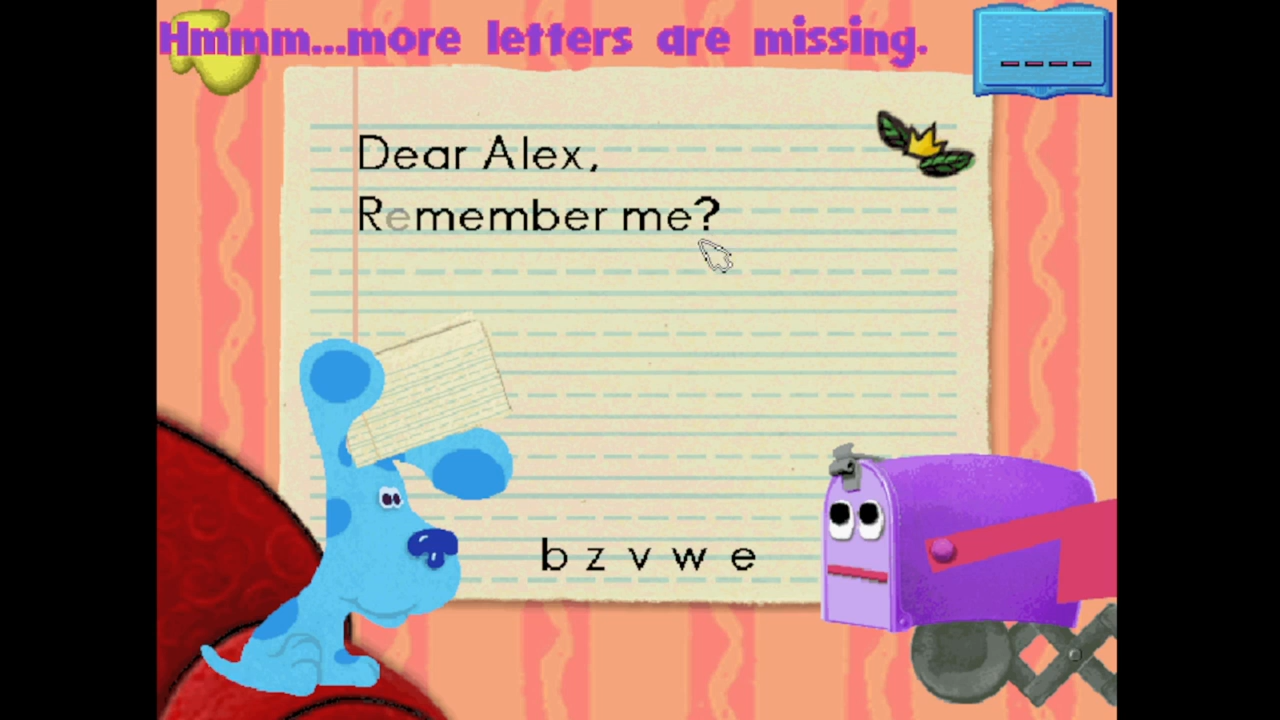 Hmmm...more letters are missing.
Dear Alex,
Remember me?
b z v w e